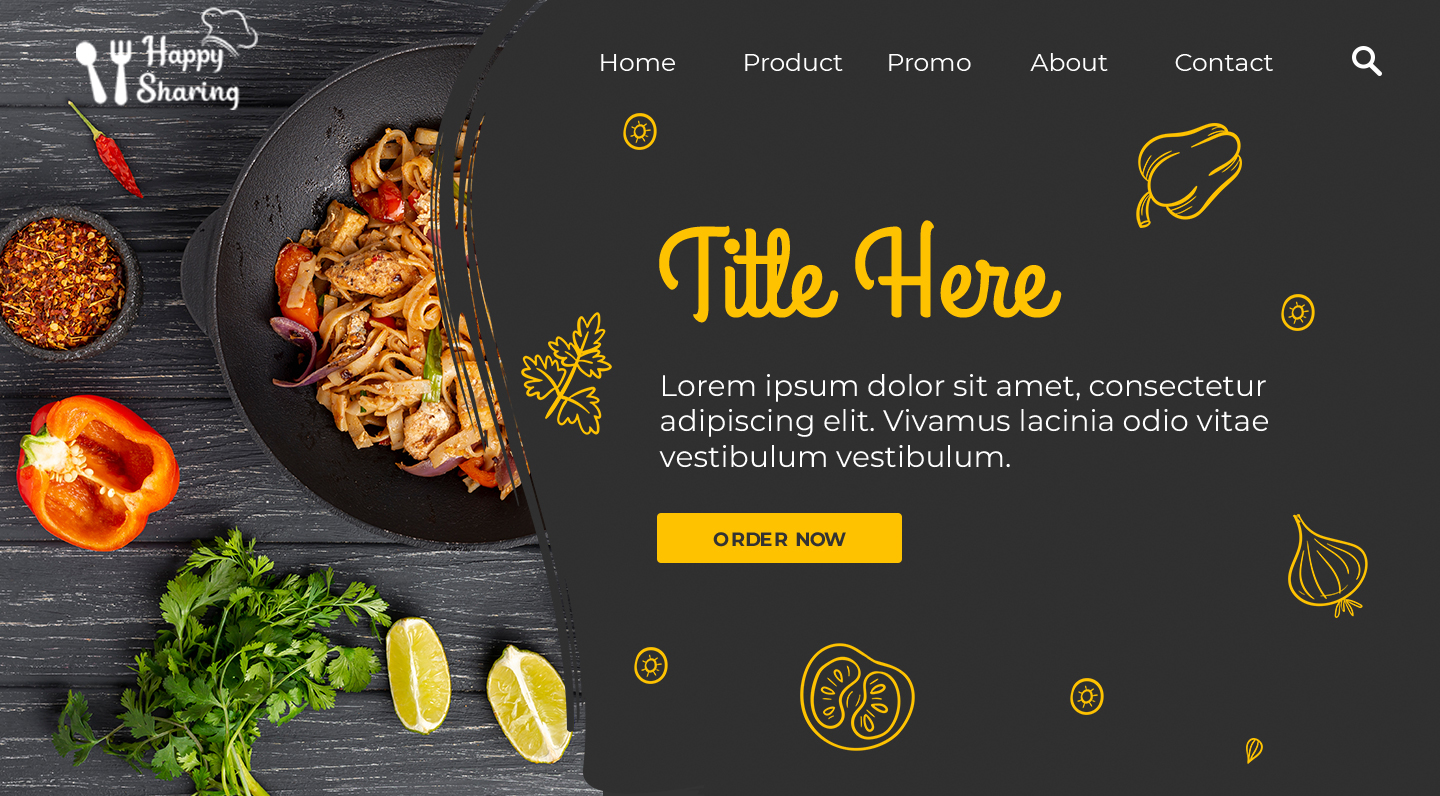 Happy
Sharing
Home Product Promo About Contact
Title Here
Lorem ipsum dolor sit amet, consectetur
adipiscing elit. Vivamus lacinia odio vitae
vestibulum vestibulum.
ORDER NOW